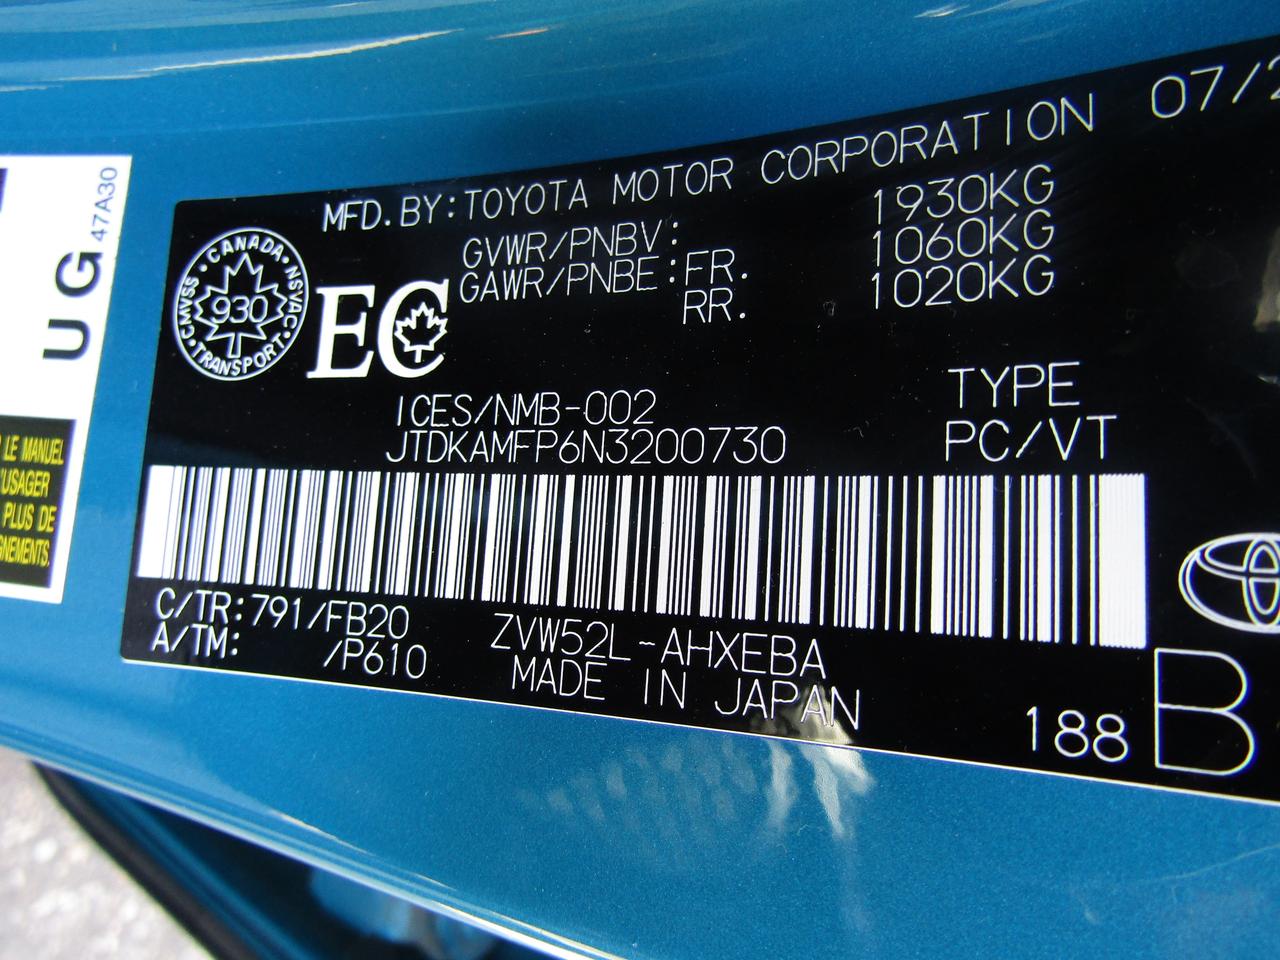 47A30
U G
LE MANUEL
'USAGER
PLUS DE
GNEMENTS.
MFD. BY: TOYOTA MOTOR CORPORATION 07/2
GVWR/PNBV: 1930KG
GAWR/PNBE: FR. 1060KG
RR. 1020KG
CANADA · NSVAC · TRANSPORT · CMVSS ·
930
EC
ICES/NMB-002
TYPE
JTDKAMFP6N3200730
PC/VT
C/TR: 791/FB20
A/TM: /P610
ZVW52L-AHXEBA
MADE IN JAPAN
188 B